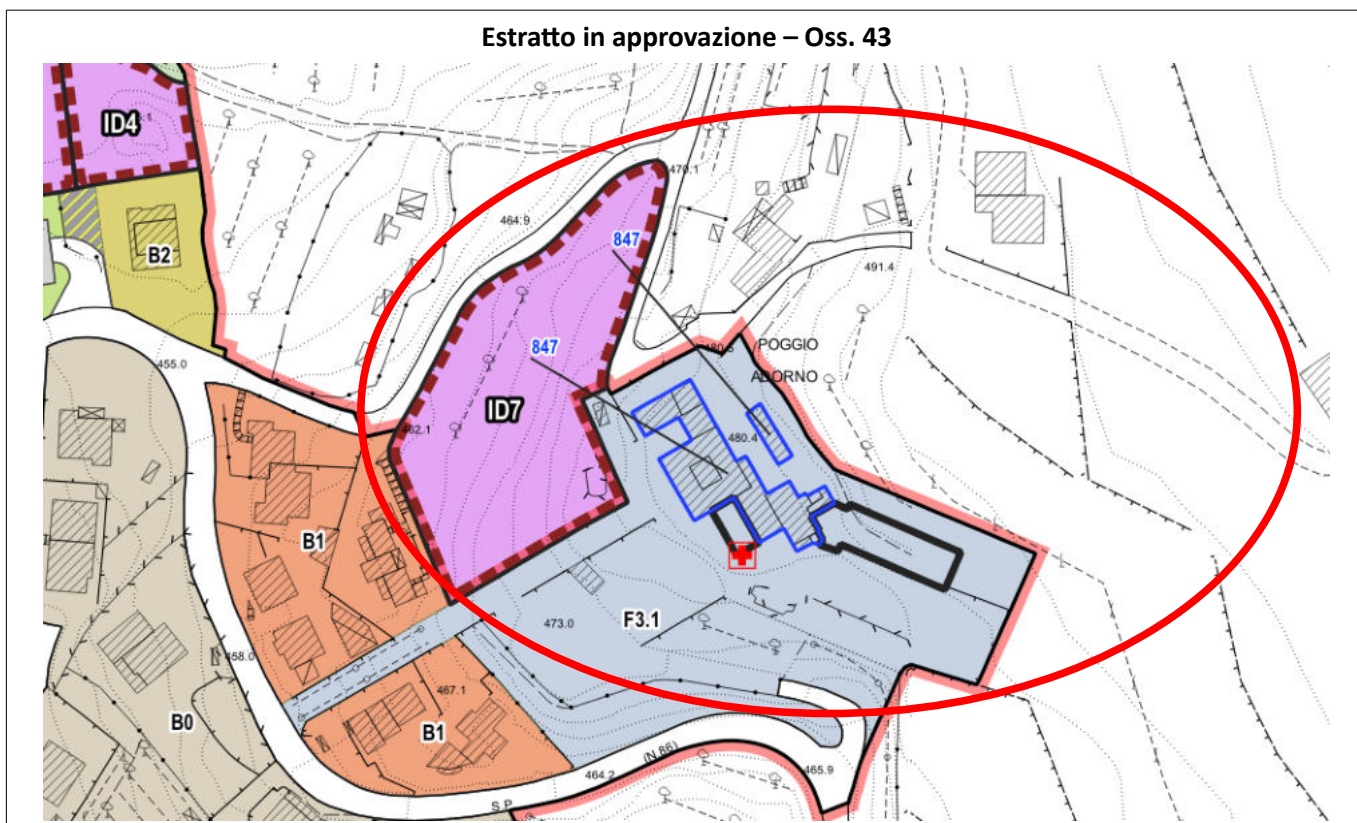 Estratto in approvazione – Oss. 43
ID4
470.1
464.9
B2
847
491.4
POGGIO
ADORNO
847
455.0
ID7
462.1
480.4
B1
473.0
F3.1
458.0
467.1
B0
B1
(N 86)
464.2
465.9
S.P.